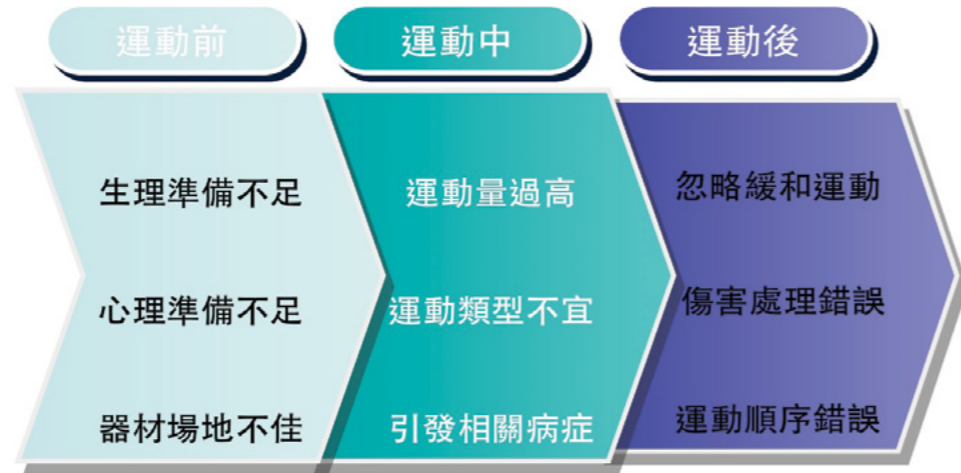 運動前
運動中
運動後
生理準備不足
心理準備不足
器材場地不佳
運動量過高
運動類型不宜
引發相關病症
忽略緩和運動
傷害處理錯誤
運動順序錯誤